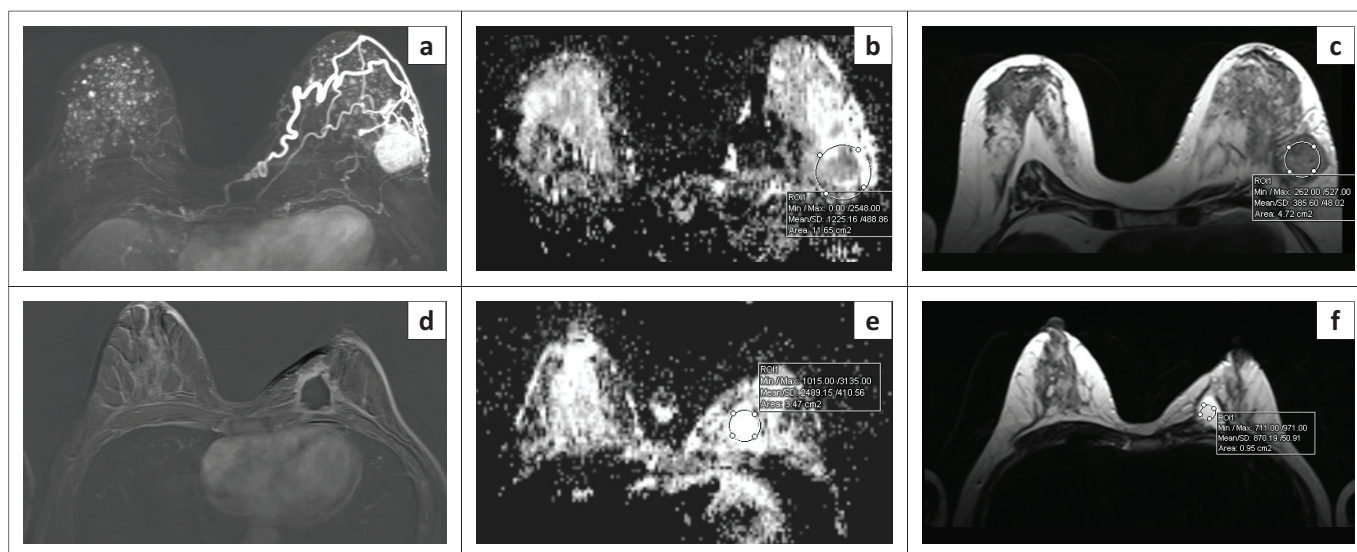 a
b
ROI1
Min / Max: 0.00 /2548.00
Mean/SD: 1225.16 /488.86
Area: 11.65 cm2
c
ROI1
Min / Max: 262.00 /527.00
Mean/SD: 385.60 /48.02
Area: 4.72 cm2
d
e
ROI1
Min / Max: 1015.00 /3135.00
Mean/SD: 2489.15 /410.56
Area: 3.47 cm2
f
ROI1
Min / Max: 711.00 /971.00
Mean/SD: 870.19 /50.91
Area: 0.95 cm2